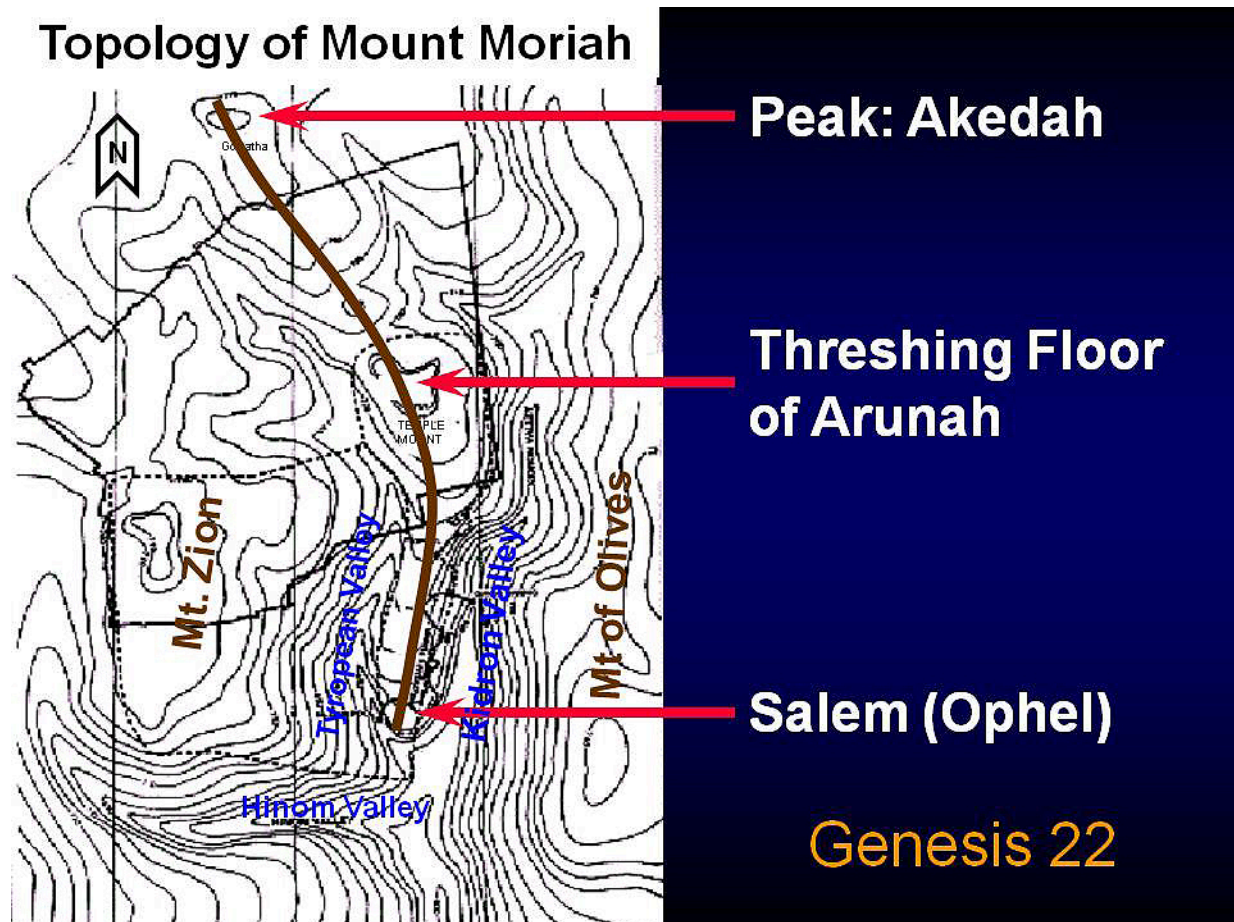 Topology of Mount Moriah
Peak: Akedah
N
Threshing Floor
of Arunah
TEMPLE
MOUNT
Mt. Zion
Tyropean Valley
Kidron Valley
Mt of Olives
Salem (Ophel)
Hinom Valley
Genesis 22